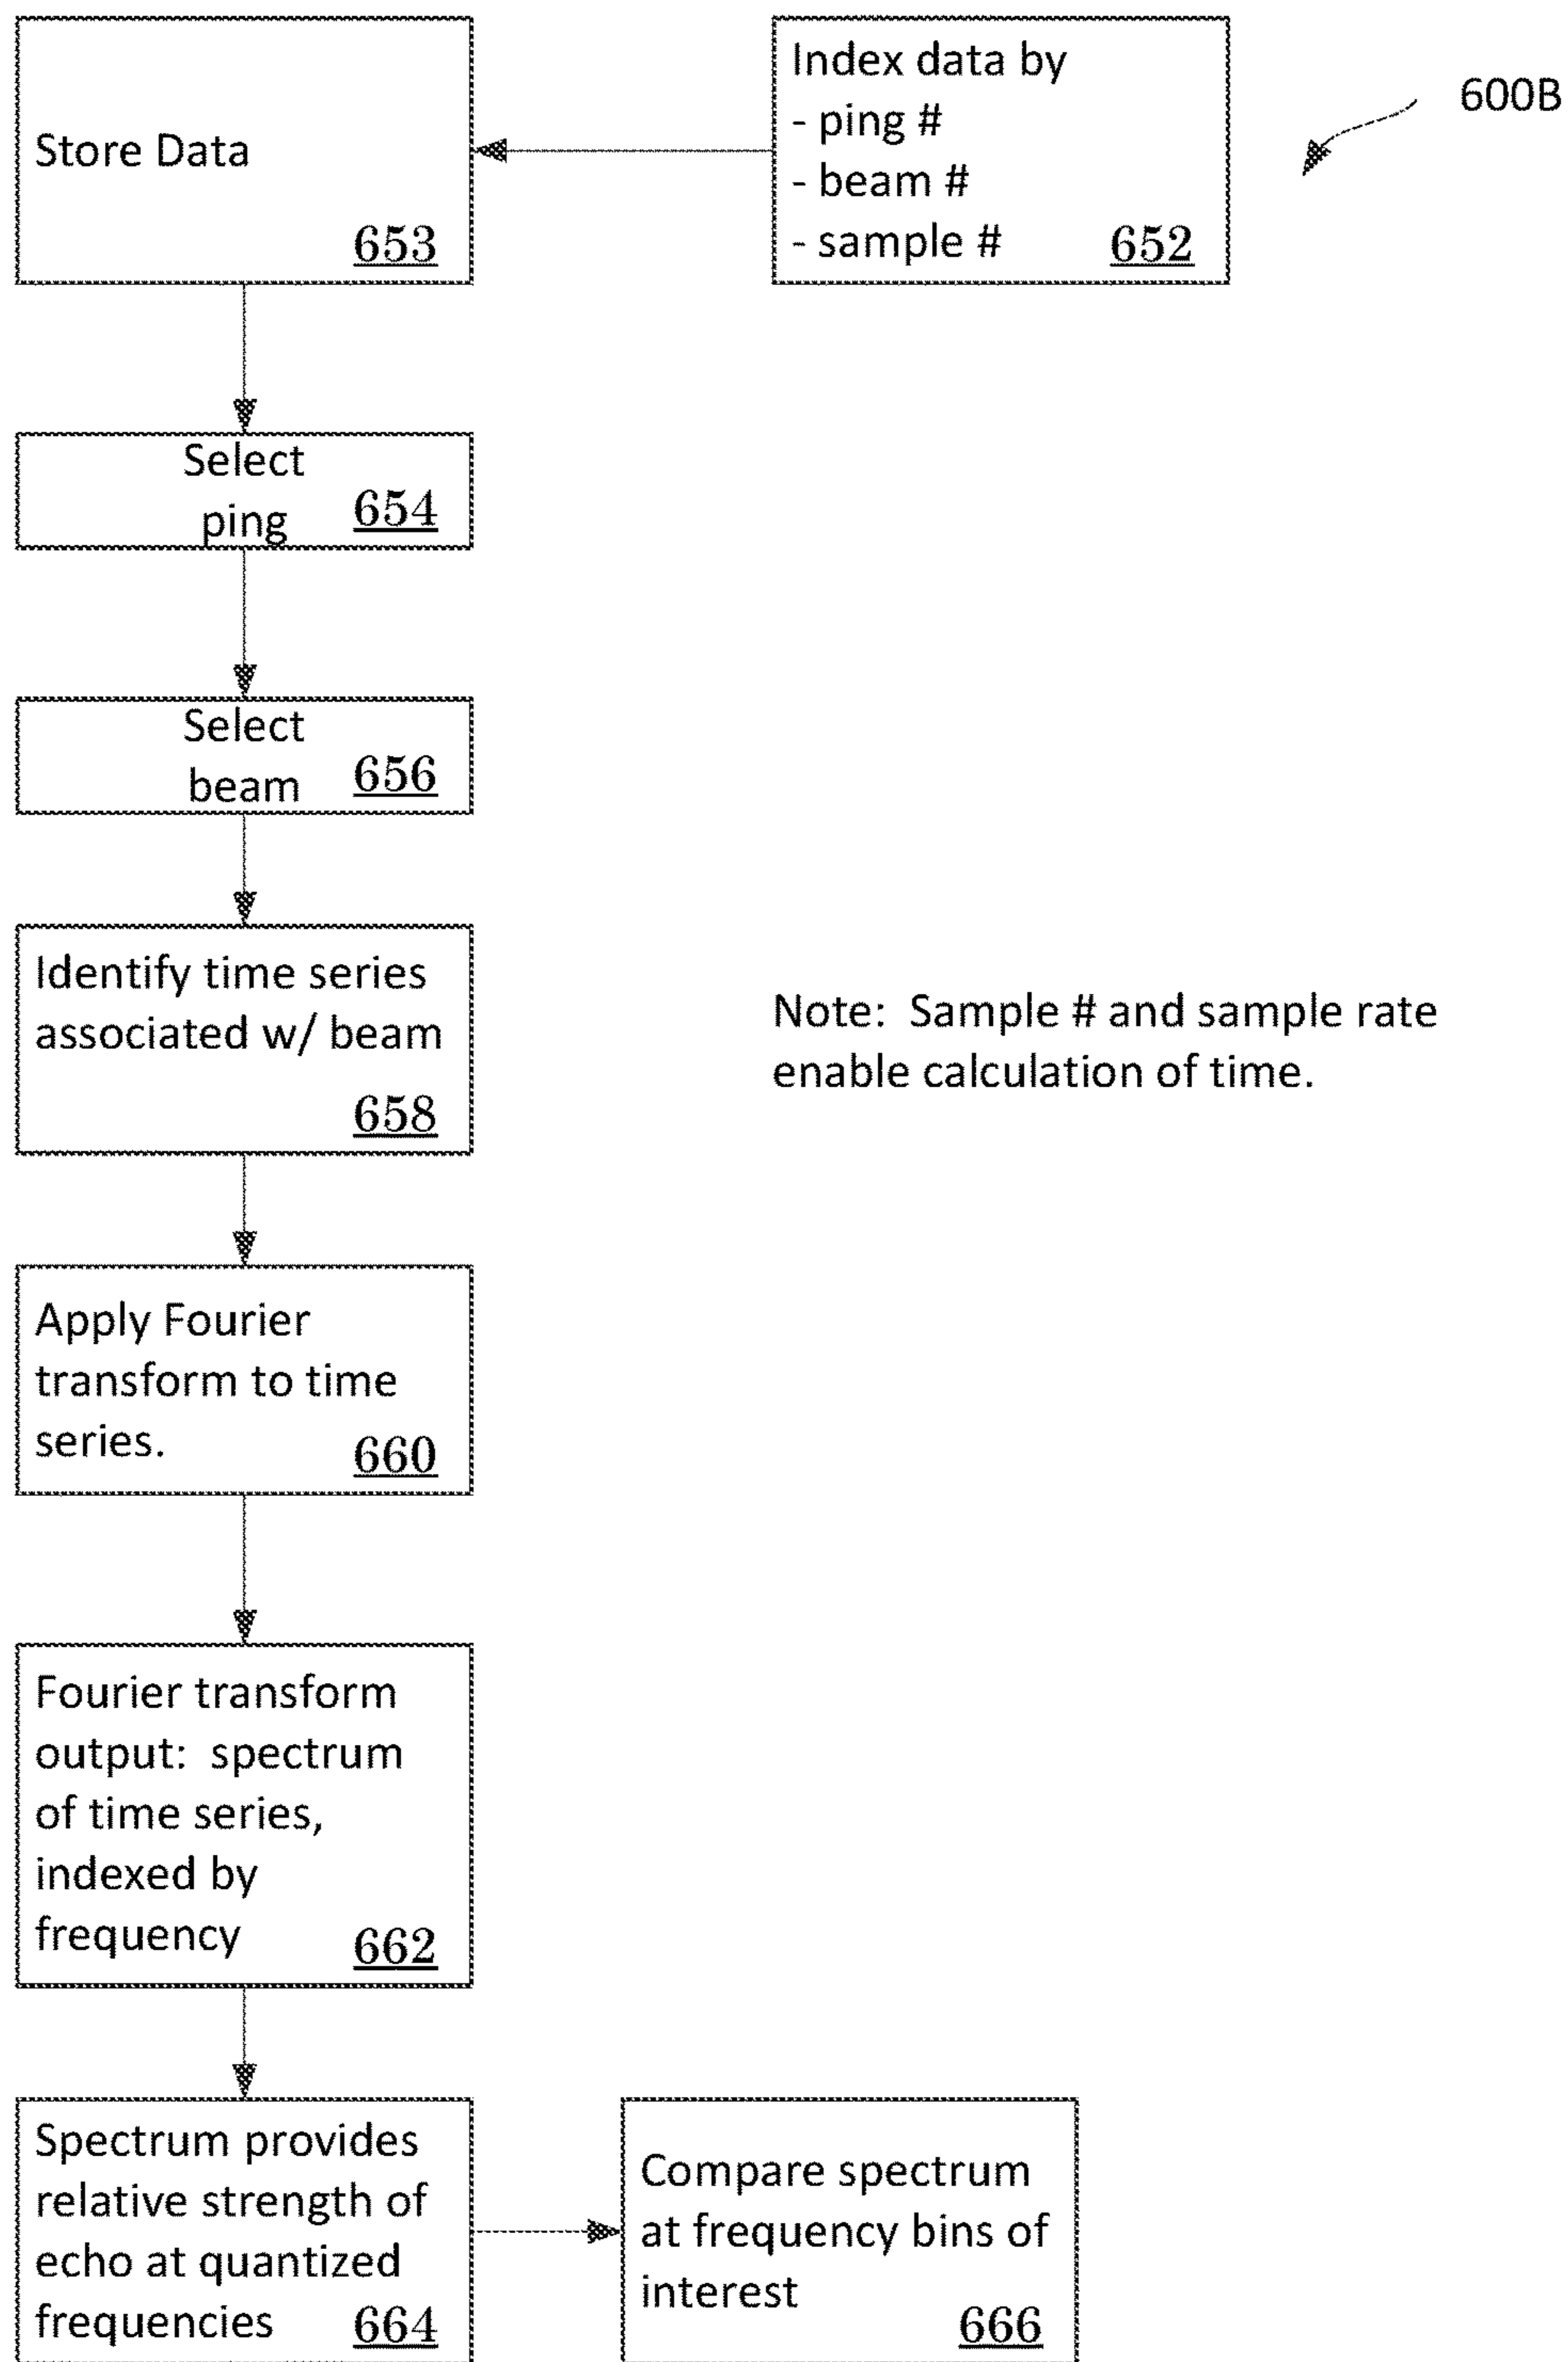 Store Data
653
Index data by
- ping #
- beam #
- sample # 652
600B
Select
ping 654
Select
beam 656
Identify time series
associated w/ beam
658
Note: Sample # and sample rate
enable calculation of time.
Apply Fourier
transform to time
series. 660
Fourier transform
output: spectrum
of time series,
indexed by
frequency 662
Spectrum provides
relative strength of
echo at quantized
frequencies 664
Compare spectrum
at frequency bins of
interest
666